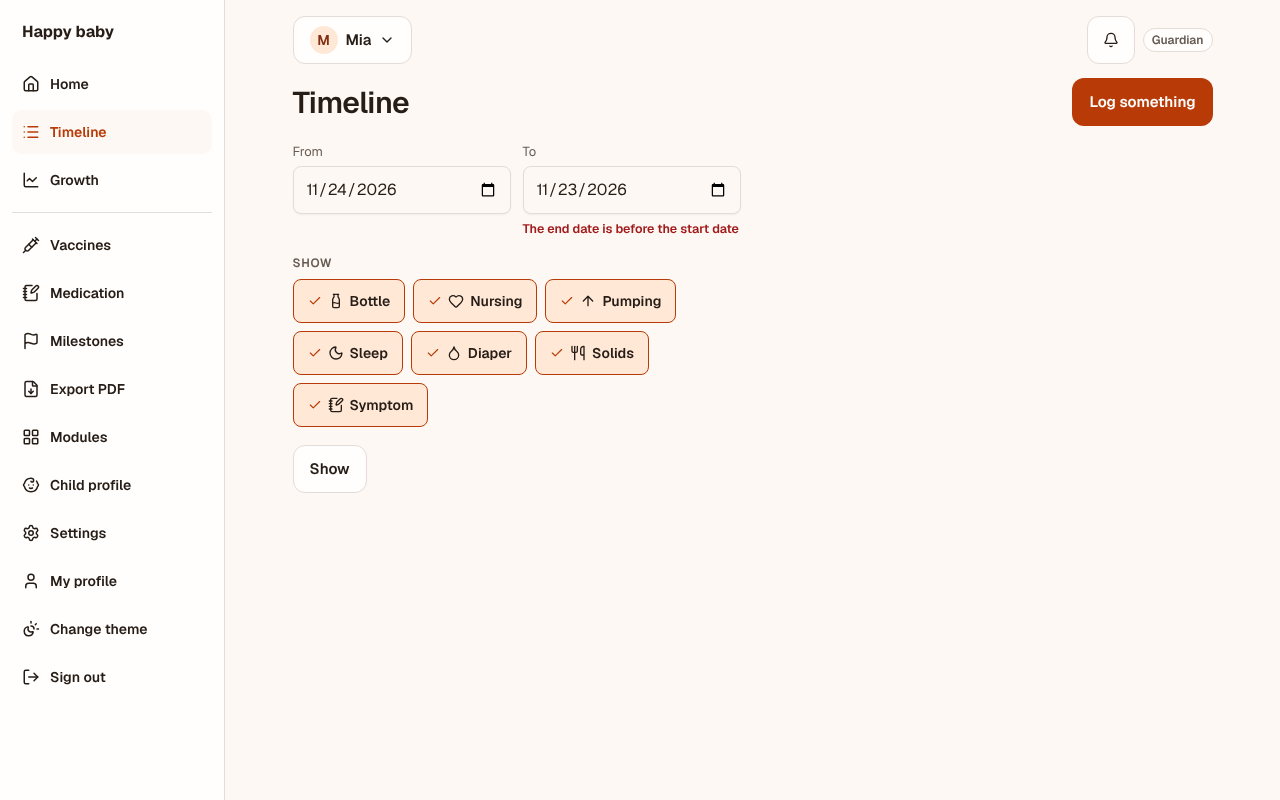 Happy baby
Home
Timeline
Growth
Vaccines
Medication
Milestones
Export PDF
Modules
Child profile
Settings
My profile
Change theme
Sign out
M Mia
Guardian
Timeline
Log something
From To
11/24/2026 11/23/2026
The end date is before the start date
SHOW
Bottle Nursing Pumping
Sleep Diaper Solids
Symptom
Show